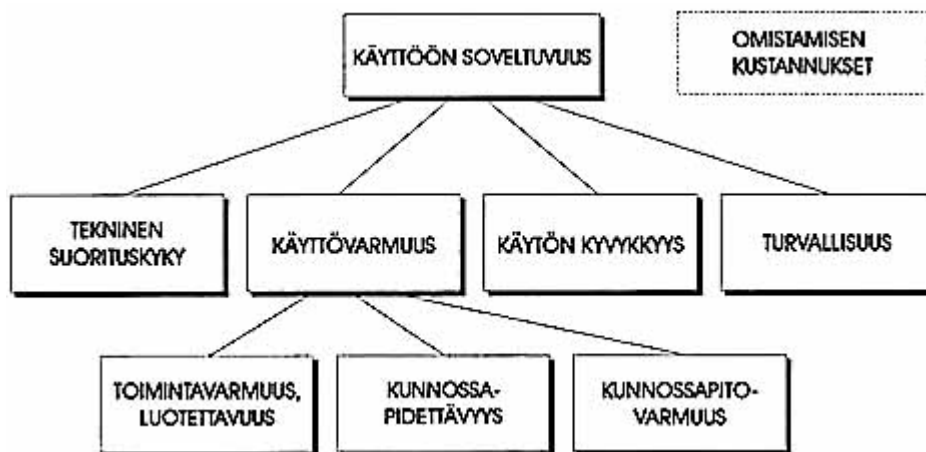 KÄYTTÖÖN SOVELTUVUUS
OMISTAMISEN
KUSTANNUKSET
TEKNINEN
SUORITUSKYKY
KÄYTTÖVARMUUS
KÄYTÖN KYVYKKYYS
TURVALLISUUS
TOIMINTAVARMUUS,
LUOTETTAVUUS
KUNNOSSA-
PIDETTÄVYYS
KUNNOSSAPITO-
VARMUUS